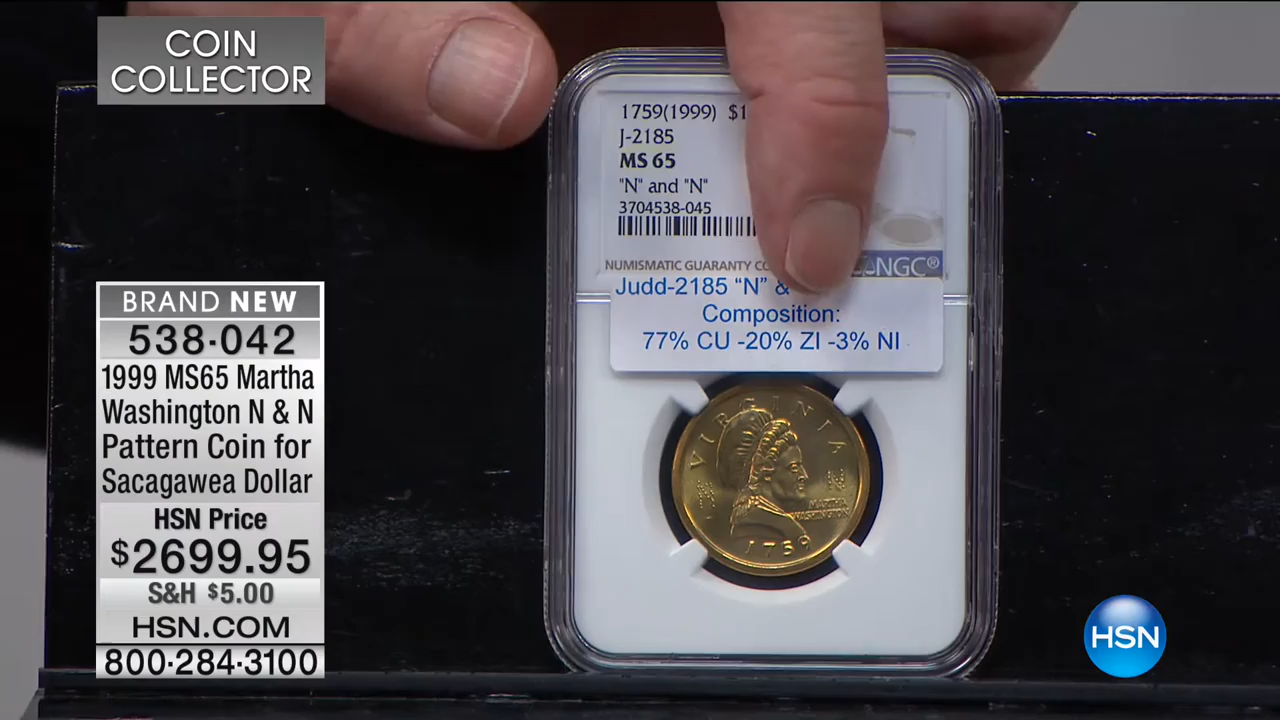 COIN
COLLECTOR
BRAND NEW
538·042
1999 MS65 Martha
Washington N & N
Pattern Coin for
Sacagawea Dollar
HSN Price
$2699.95
S&H $5.00
HSN.COM
800·284·3100
1759(1999) $1
J-2185
MS 65
"N" and "N"
3704538-045
NUMISMATIC GUARANTY
NGC®
Judd-2185 “N” &
Composition:
77% CU -20% ZI -3% NI
VIRGINIA
MARTHA
WASHINGTON
1759
HSN